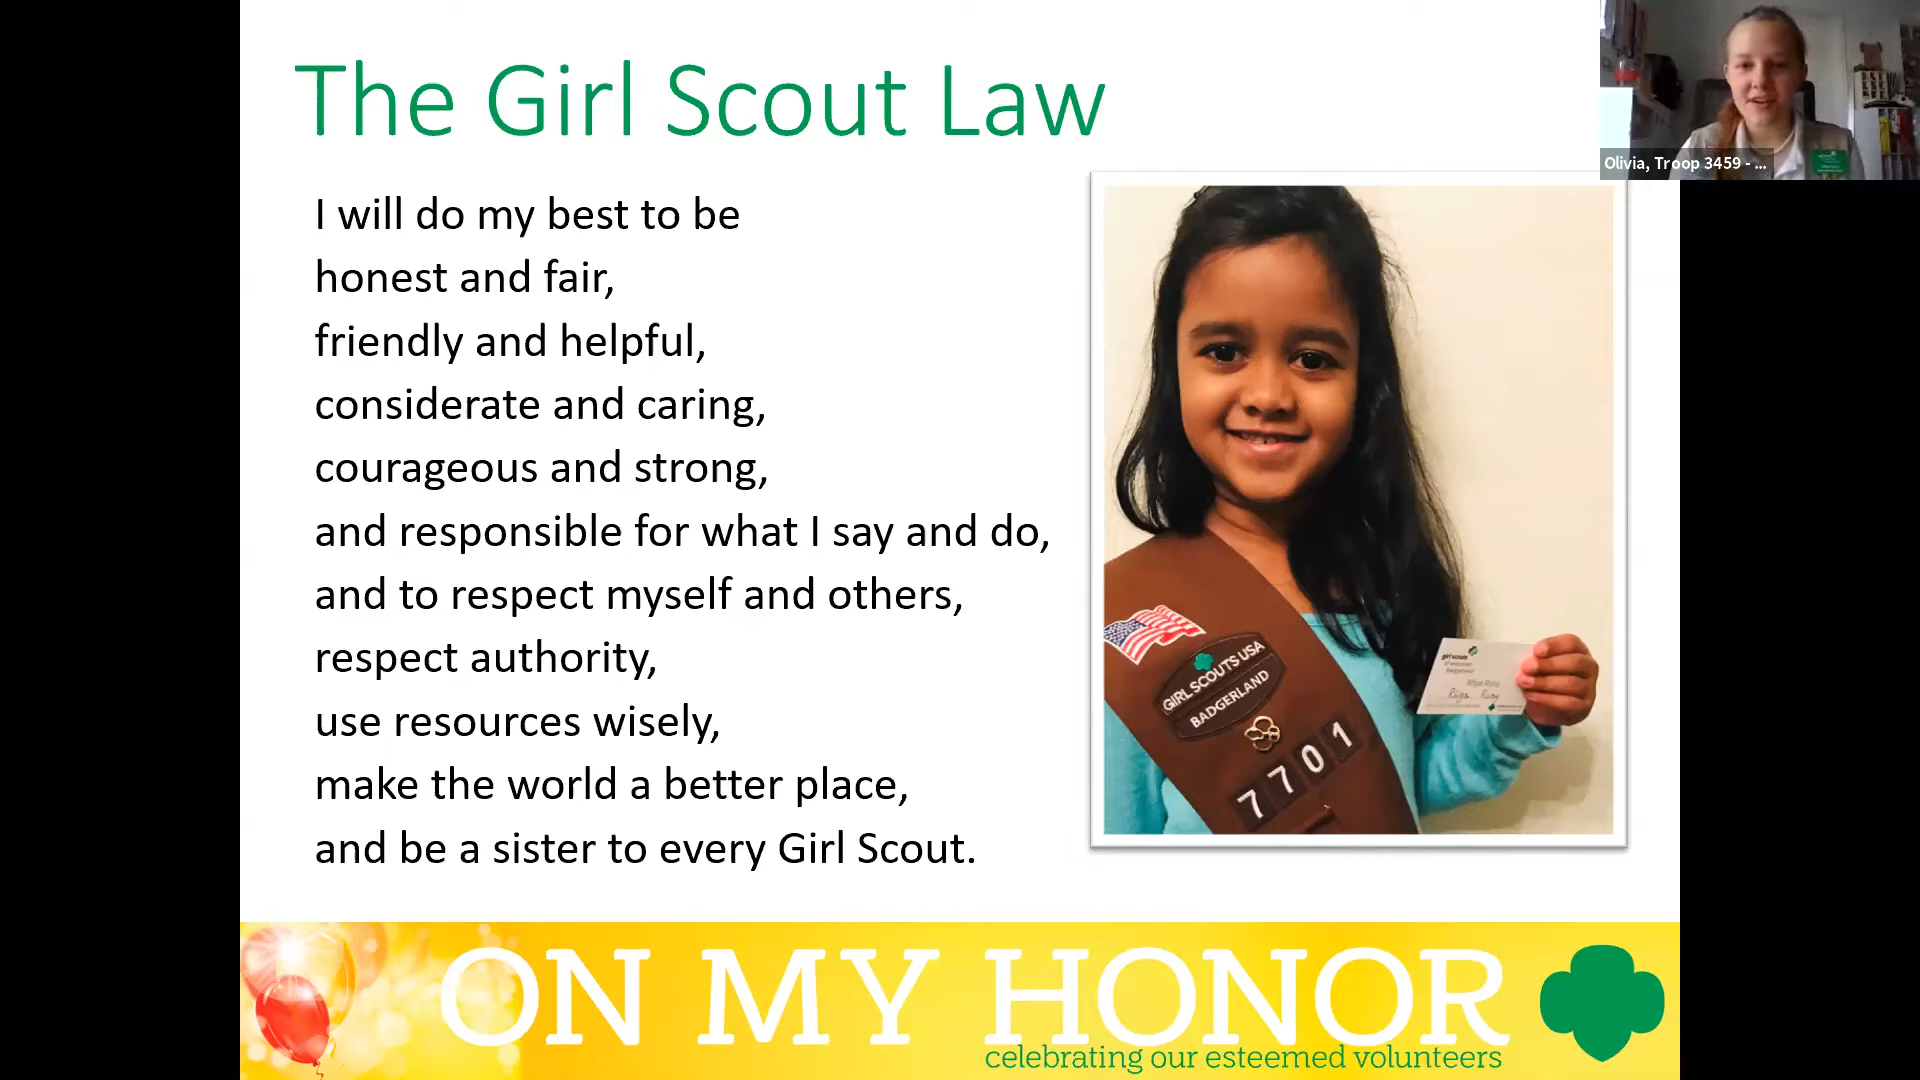 The Girl Scout Law
Olivia, Troop 3459 - ...
I will do my best to be
honest and fair,
friendly and helpful,
considerate and caring,
courageous and strong,
and responsible for what I say and do,
and to respect myself and others,
respect authority,
use resources wisely,
make the world a better place,
and be a sister to every Girl Scout.
GIRL SCOUTS USA
BADGERLAND
7701
girl scouts
ON MY HONOR
celebrating our esteemed volunteers